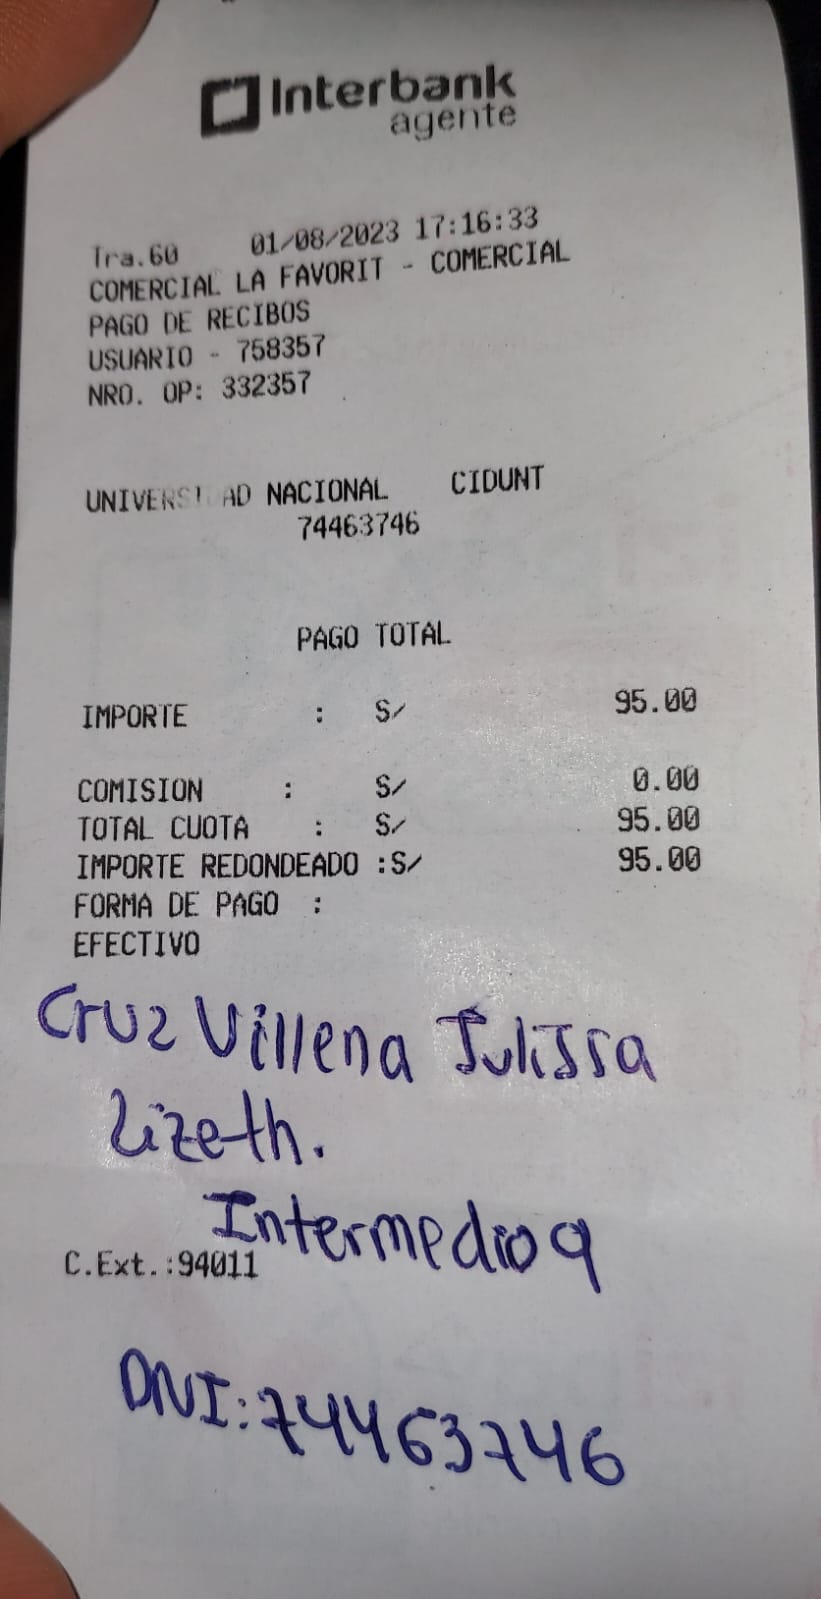 Interbank
agente
Tra.60 01/08/2023 17:16:33
COMERCIAL LA FAVORIT - COMERCIAL
PAGO DE RECIBOS
USUARIO - 758357
NRO. OP: 332357
UNIVERSIDAD NACIONAL CIDUNT
74463746
PAGO TOTAL
IMPORTE : S/ 95.00
COMISION : S/ 0.00
TOTAL CUOTA : S/ 95.00
IMPORTE REDONDEADO :S/ 95.00
FORMA DE PAGO :
EFECTIVO
Cruz Villena Julissa
Lizeth.
Intermedio 9
C.Ext.:94011
DNI:74463746